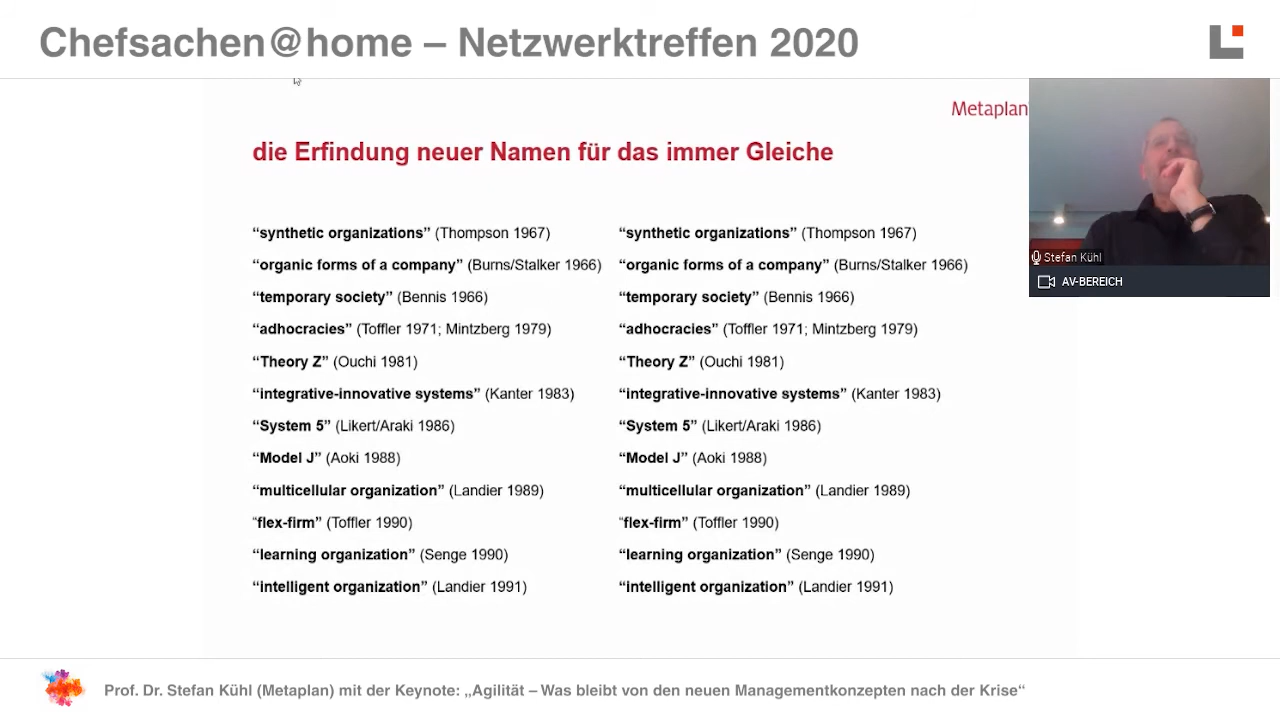 Chefsachen@home – Netzwerktreffen 2020
Metaplan
die Erfindung neuer Namen für das immer Gleiche
“synthetic organizations” (Thompson 1967)
“organic forms of a company” (Burns/Stalker 1966)
“temporary society” (Bennis 1966)
“adhocracies” (Toffler 1971; Mintzberg 1979)
“Theory Z” (Ouchi 1981)
“integrative-innovative systems” (Kanter 1983)
“System 5” (Likert/Araki 1986)
“Model J” (Aoki 1988)
“multicellular organization” (Landier 1989)
“flex-firm” (Toffler 1990)
“learning organization” (Senge 1990)
“intelligent organization” (Landier 1991)
“synthetic organizations” (Thompson 1967)
“organic forms of a company” (Burns/Stalker 1966)
“temporary society” (Bennis 1966)
“adhocracies” (Toffler 1971; Mintzberg 1979)
“Theory Z” (Ouchi 1981)
“integrative-innovative systems” (Kanter 1983)
“System 5” (Likert/Araki 1986)
“Model J” (Aoki 1988)
“multicellular organization” (Landier 1989)
“flex-firm” (Toffler 1990)
“learning organization” (Senge 1990)
“intelligent organization” (Landier 1991)
Stefan Kühl
AV-BEREICH
Prof. Dr. Stefan Kühl (Metaplan) mit der Keynote: „Agilität – Was bleibt von den neuen Managementkonzepten nach der Krise“